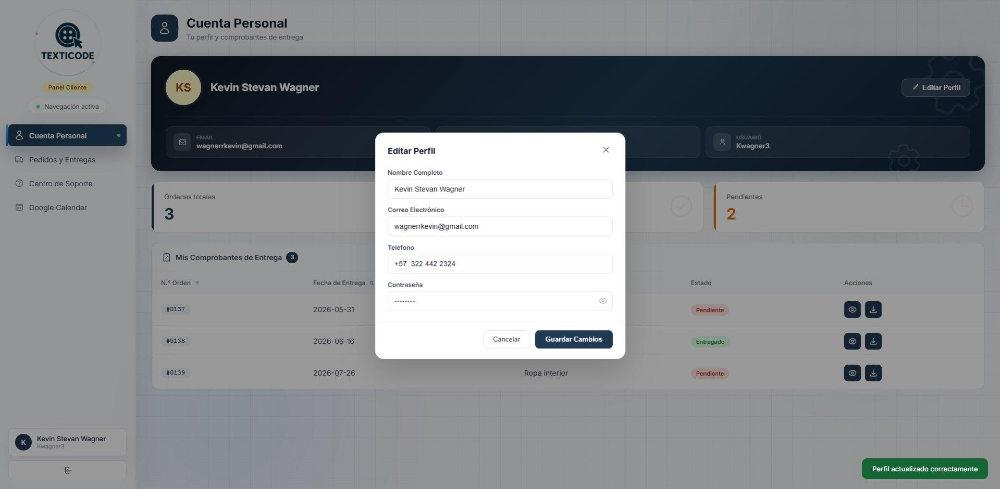 TEXTICODE
Panel Cliente
Navegación activa
Cuenta Personal
Pedidos y Entregas
Centro de Soporte
Google Calendar
Kevin Stevan Wagner
Kwagner3
K
Cuenta Personal
Tu perfil y comprobantes de entrega
KS
Kevin Stevan Wagner
Editar Perfil
EMAIL
wagnerrkevin@gmail.com
USUARIO
Kwagner3
Órdenes totales
3
Pendientes
2
Mis Comprobantes de Entrega 3
N.° Orden Fecha de Entrega Estado Acciones
#0137 2026-05-31 Pendiente
#0138 2026-06-16 Entregado
#0139 2026-07-26 Ropa interior Pendiente
Editar Perfil
Nombre Completo
Kevin Stevan Wagner
Correo Electrónico
wagnerrkevin@gmail.com
Teléfono
+57 322 442 2324
Contraseña
••••••••
Cancelar Guardar Cambios
Perfil actualizado correctamente